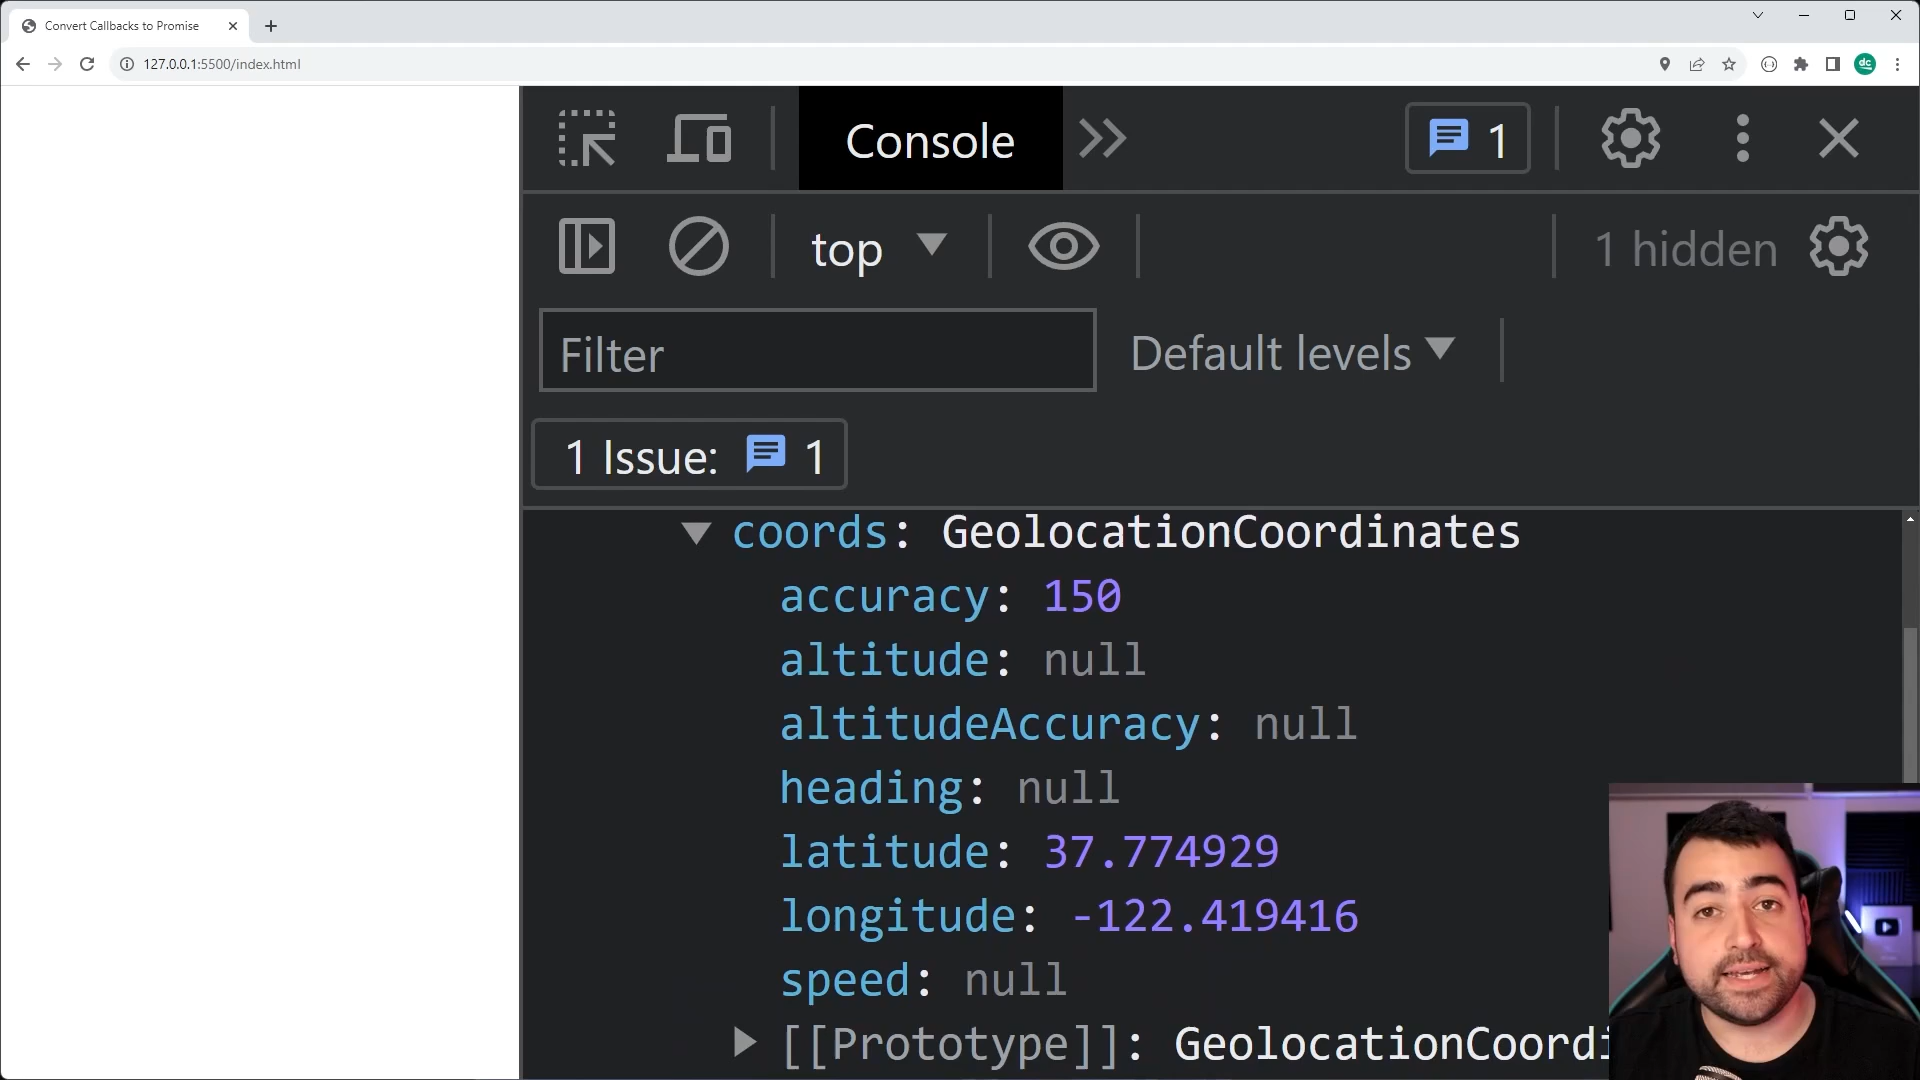 Convert Callbacks to Promise
127.0.0.1:5500/index.html
dc
Console
1
top
1 hidden
Filter
Default levels
1 Issue: 1
coords: GeolocationCoordinates
accuracy: 150
altitude: null
altitudeAccuracy: null
heading: null
latitude: 37.774929
longitude: -122.419416
speed: null
[[Prototype]]: GeolocationCoordi